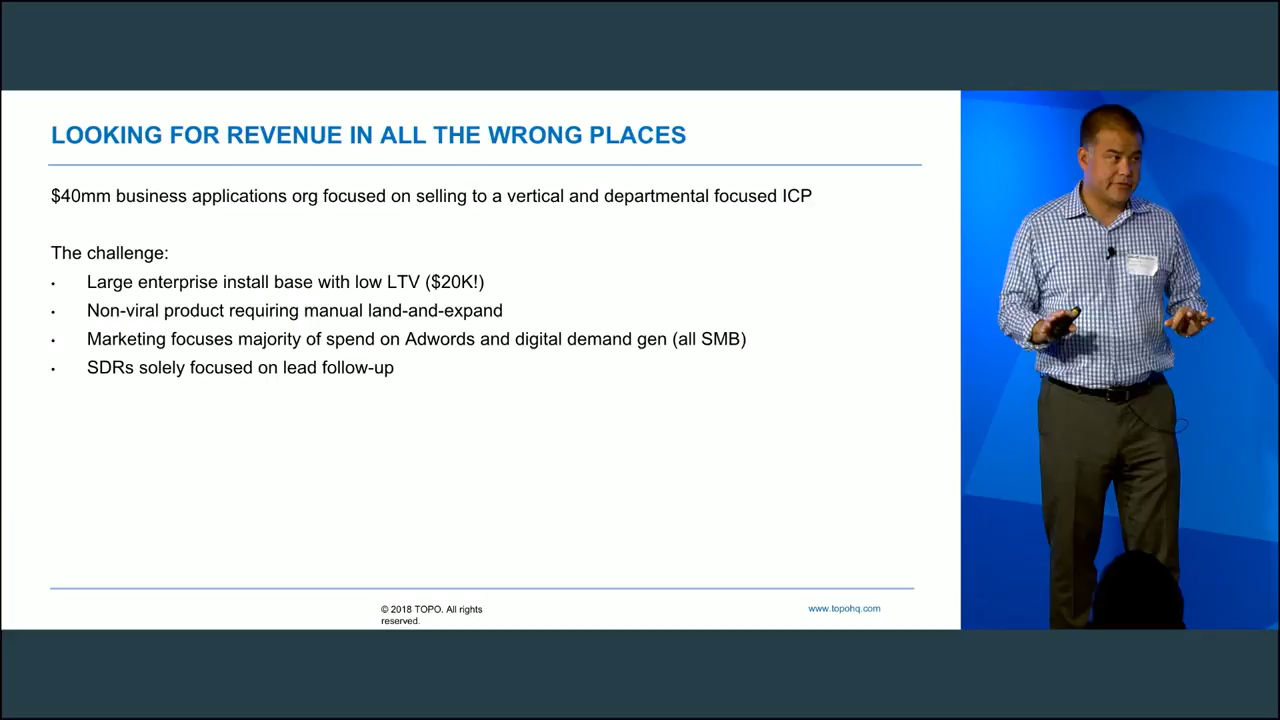 LOOKING FOR REVENUE IN ALL THE WRONG PLACES
$40mm business applications org focused on selling to a vertical and departmental focused ICP
The challenge:
• Large enterprise install base with low LTV ($20K!)
• Non-viral product requiring manual land-and-expand
• Marketing focuses majority of spend on Adwords and digital demand gen (all SMB)
• SDRs solely focused on lead follow-up
© 2018 TOPO. All rights
reserved.
www.topohq.com